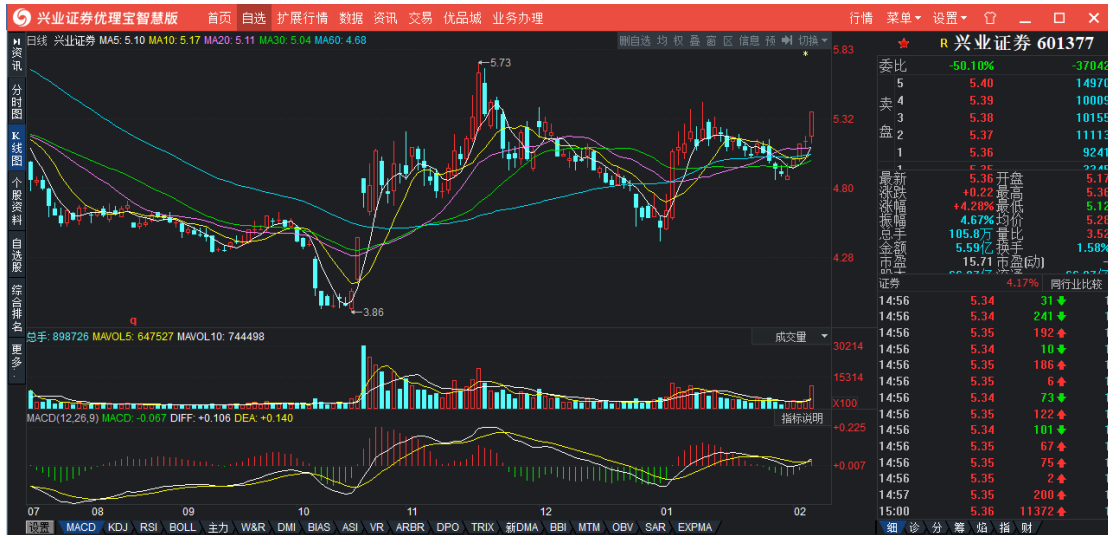 兴业证券优理宝智慧版 首页 自选 扩展行情 数据 资讯 交易 优品城 业务办理 行情 菜单 设置
资讯
分时图
K线图
个股资料
自选股
综合排名
更多
日线 兴业证券 MA5: 5.10 MA10: 5.17 MA20: 5.11 MA30: 5.04 MA60: 4.68 删自选 均 权 叠 窗 区 信息 预 切换
5.83
5.73
5.32
4.80
4.28
3.86
q
总手: 898726 MAVOL5: 647527 MAVOL10: 744498 成交量
30214
15314
X100
MACD(12,26,9) MACD: -0.067 DIFF: +0.106 DEA: +0.140 指标说明
+0.225
+0.007
07 08 09 10 11 12 01 02
设置 MACD KDJ RSI BOLL 主力 W&R DMI BIAS ASI VR ARBR DPO TRIX 新DMA BBI MTM OBV SAR EXPMA
R 兴业证券 601377
委比 -50.10% -37042
卖盘
5 5.40 14970
4 5.39 10009
3 5.38 10155
2 5.37 11113
1 5.36 9241
最新 5.36 开盘 5.17
涨跌 +0.22 最高 5.36
涨幅 +4.28% 最低 5.12
振幅 4.67% 均价 5.28
总手 105.8万 量比 3.52
金额 5.59亿 换手 1.58%
市盈 15.71 市盈(动) -
证券 4.17% 同行业比较
14:56 5.34 31
14:56 5.34 241
14:56 5.35 192
14:56 5.34 10
14:56 5.35 186
14:56 5.35 6
14:56 5.34 73
14:56 5.35 122
14:56 5.34 101
14:56 5.35 67
14:56 5.35 75
14:56 5.35 2
14:57 5.35 200
15:00 5.36 11372
细 诊 分 筹 焰 指 财